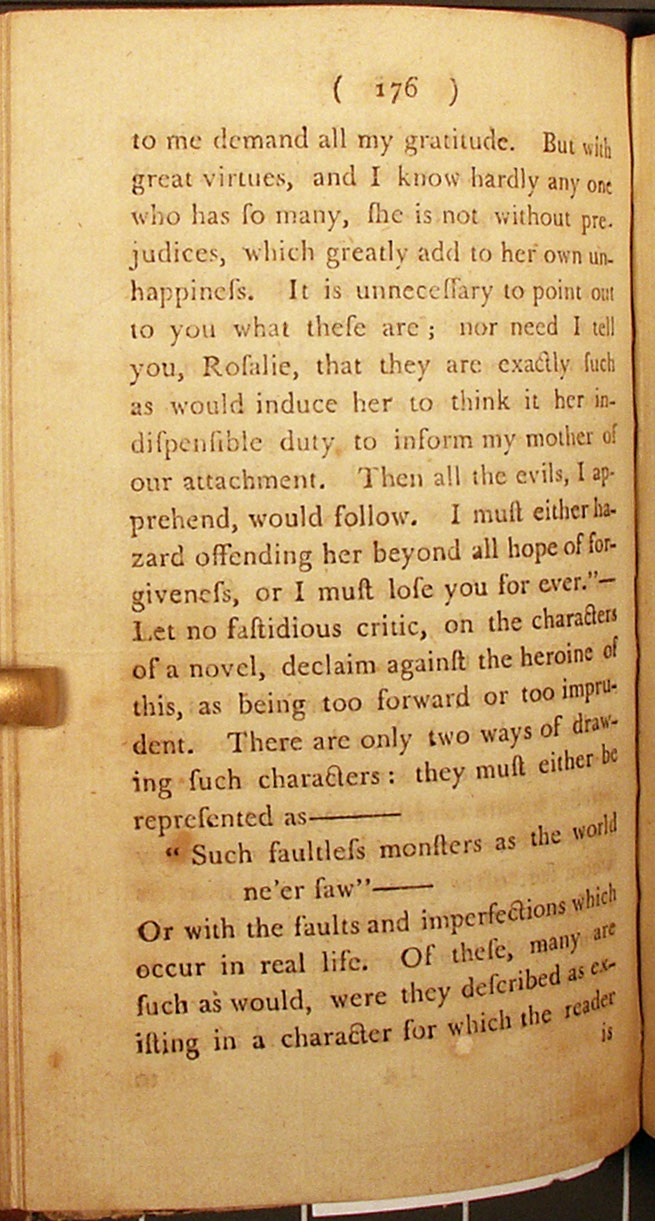 ( 176 )
to me demand all my gratitude. But with
great virtues, and I know hardly any one
who has ſo many, ſhe is not without pre-
judices, which greatly add to her own un-
happineſs. It is unneceſſary to point out
to you what theſe are ; nor need I tell
you, Roſalie, that they are exactly ſuch
as would induce her to think it her in-
diſpenſible duty to inform my mother of
our attachment. Then all the evils, I ap-
prehend, would follow. I muſt either ha-
zard offending her beyond all hope of for-
giveneſs, or I muſt loſe you for ever."—
Let no faſtidious critic, on the characters
of a novel, declaim againſt the heroine of
this, as being too forward or too impru-
dent. There are only two ways of draw-
ing ſuch characters : they muſt either be
repreſented as———
“ Such faultleſs monſters as the world
ne'er ſaw”——
Or with the faults and imperfections which
occur in real life. Of theſe, many are
ſuch as would, were they deſcribed as ex-
iſting in a character for which the reader
is